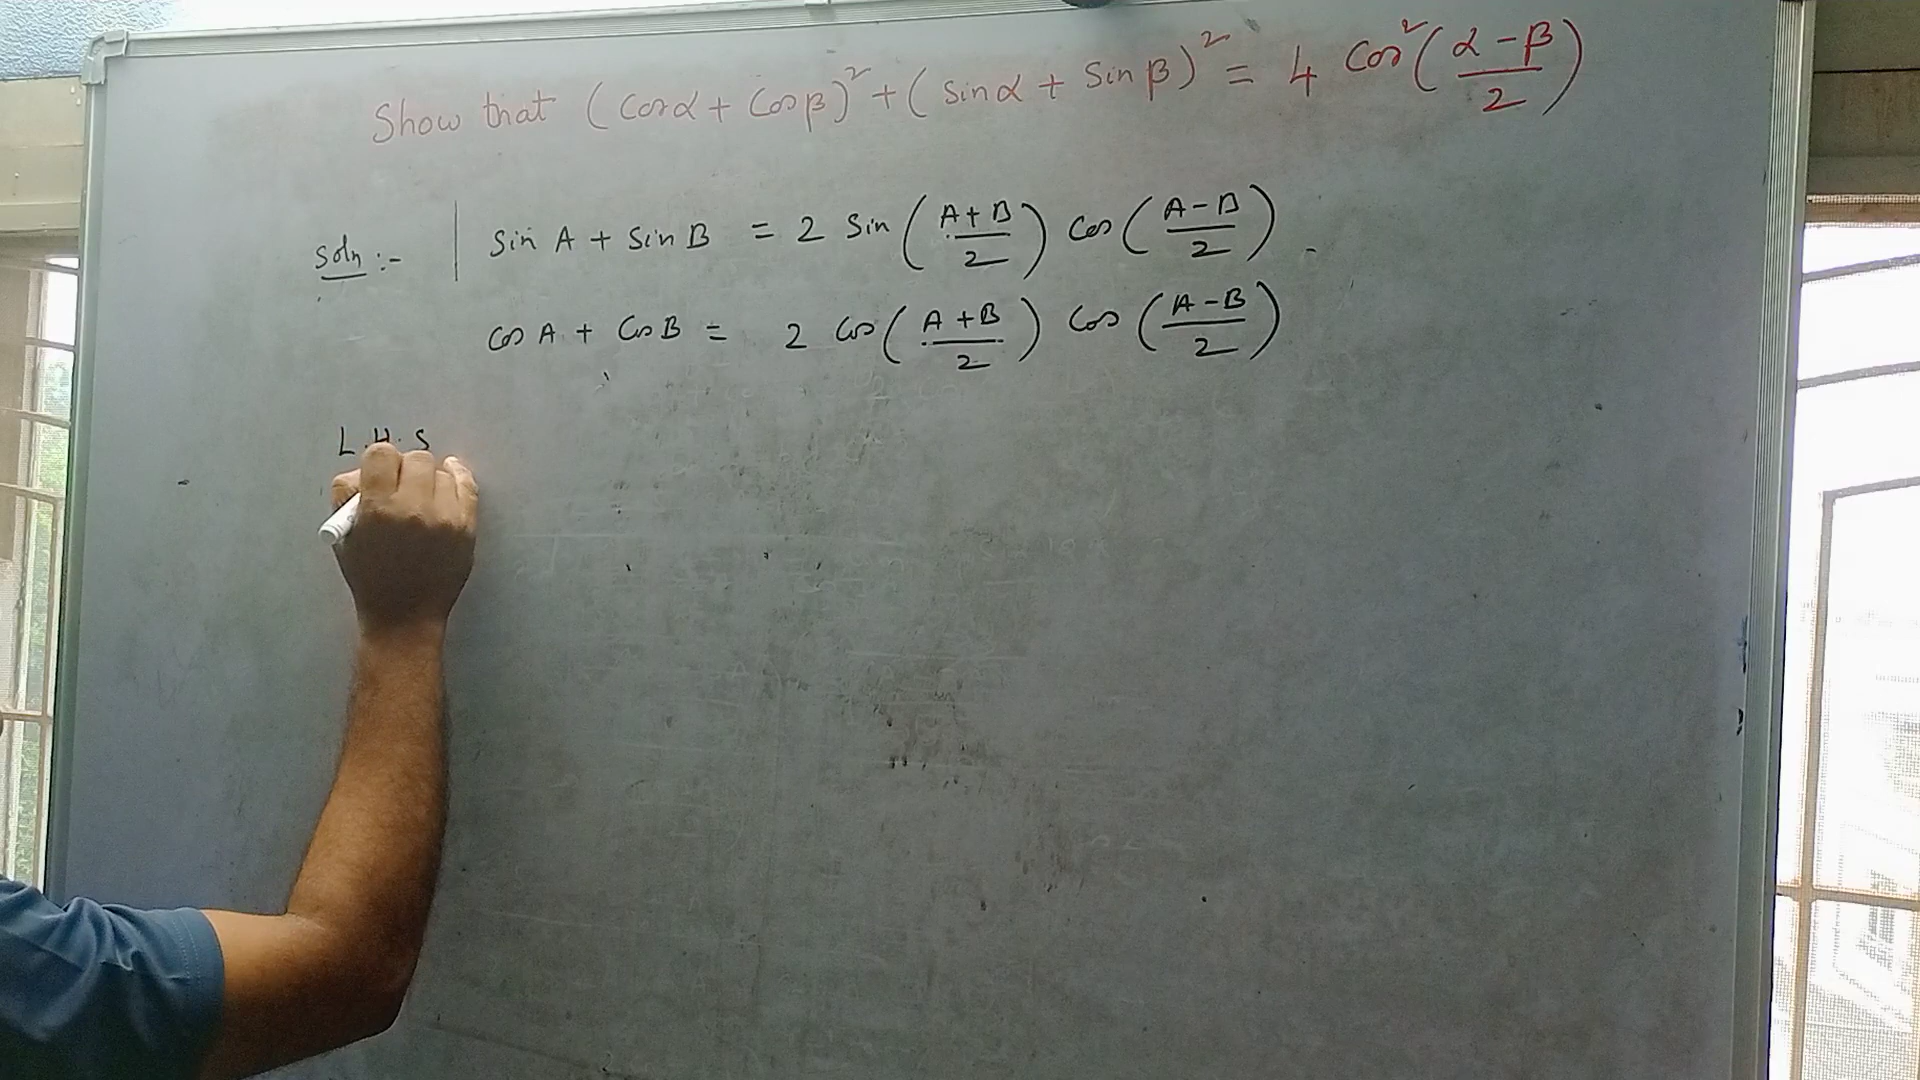 Show that (cosα + cosβ)² + (sinα + sinβ)² = 4 cos²((α-β)/2)
Soln :- | sin A + sin B = 2 sin((A+B)/2) cos((A-B)/2)
cos A + cos B = 2 cos((A+B)/2) cos((A-B)/2)
L.H.S